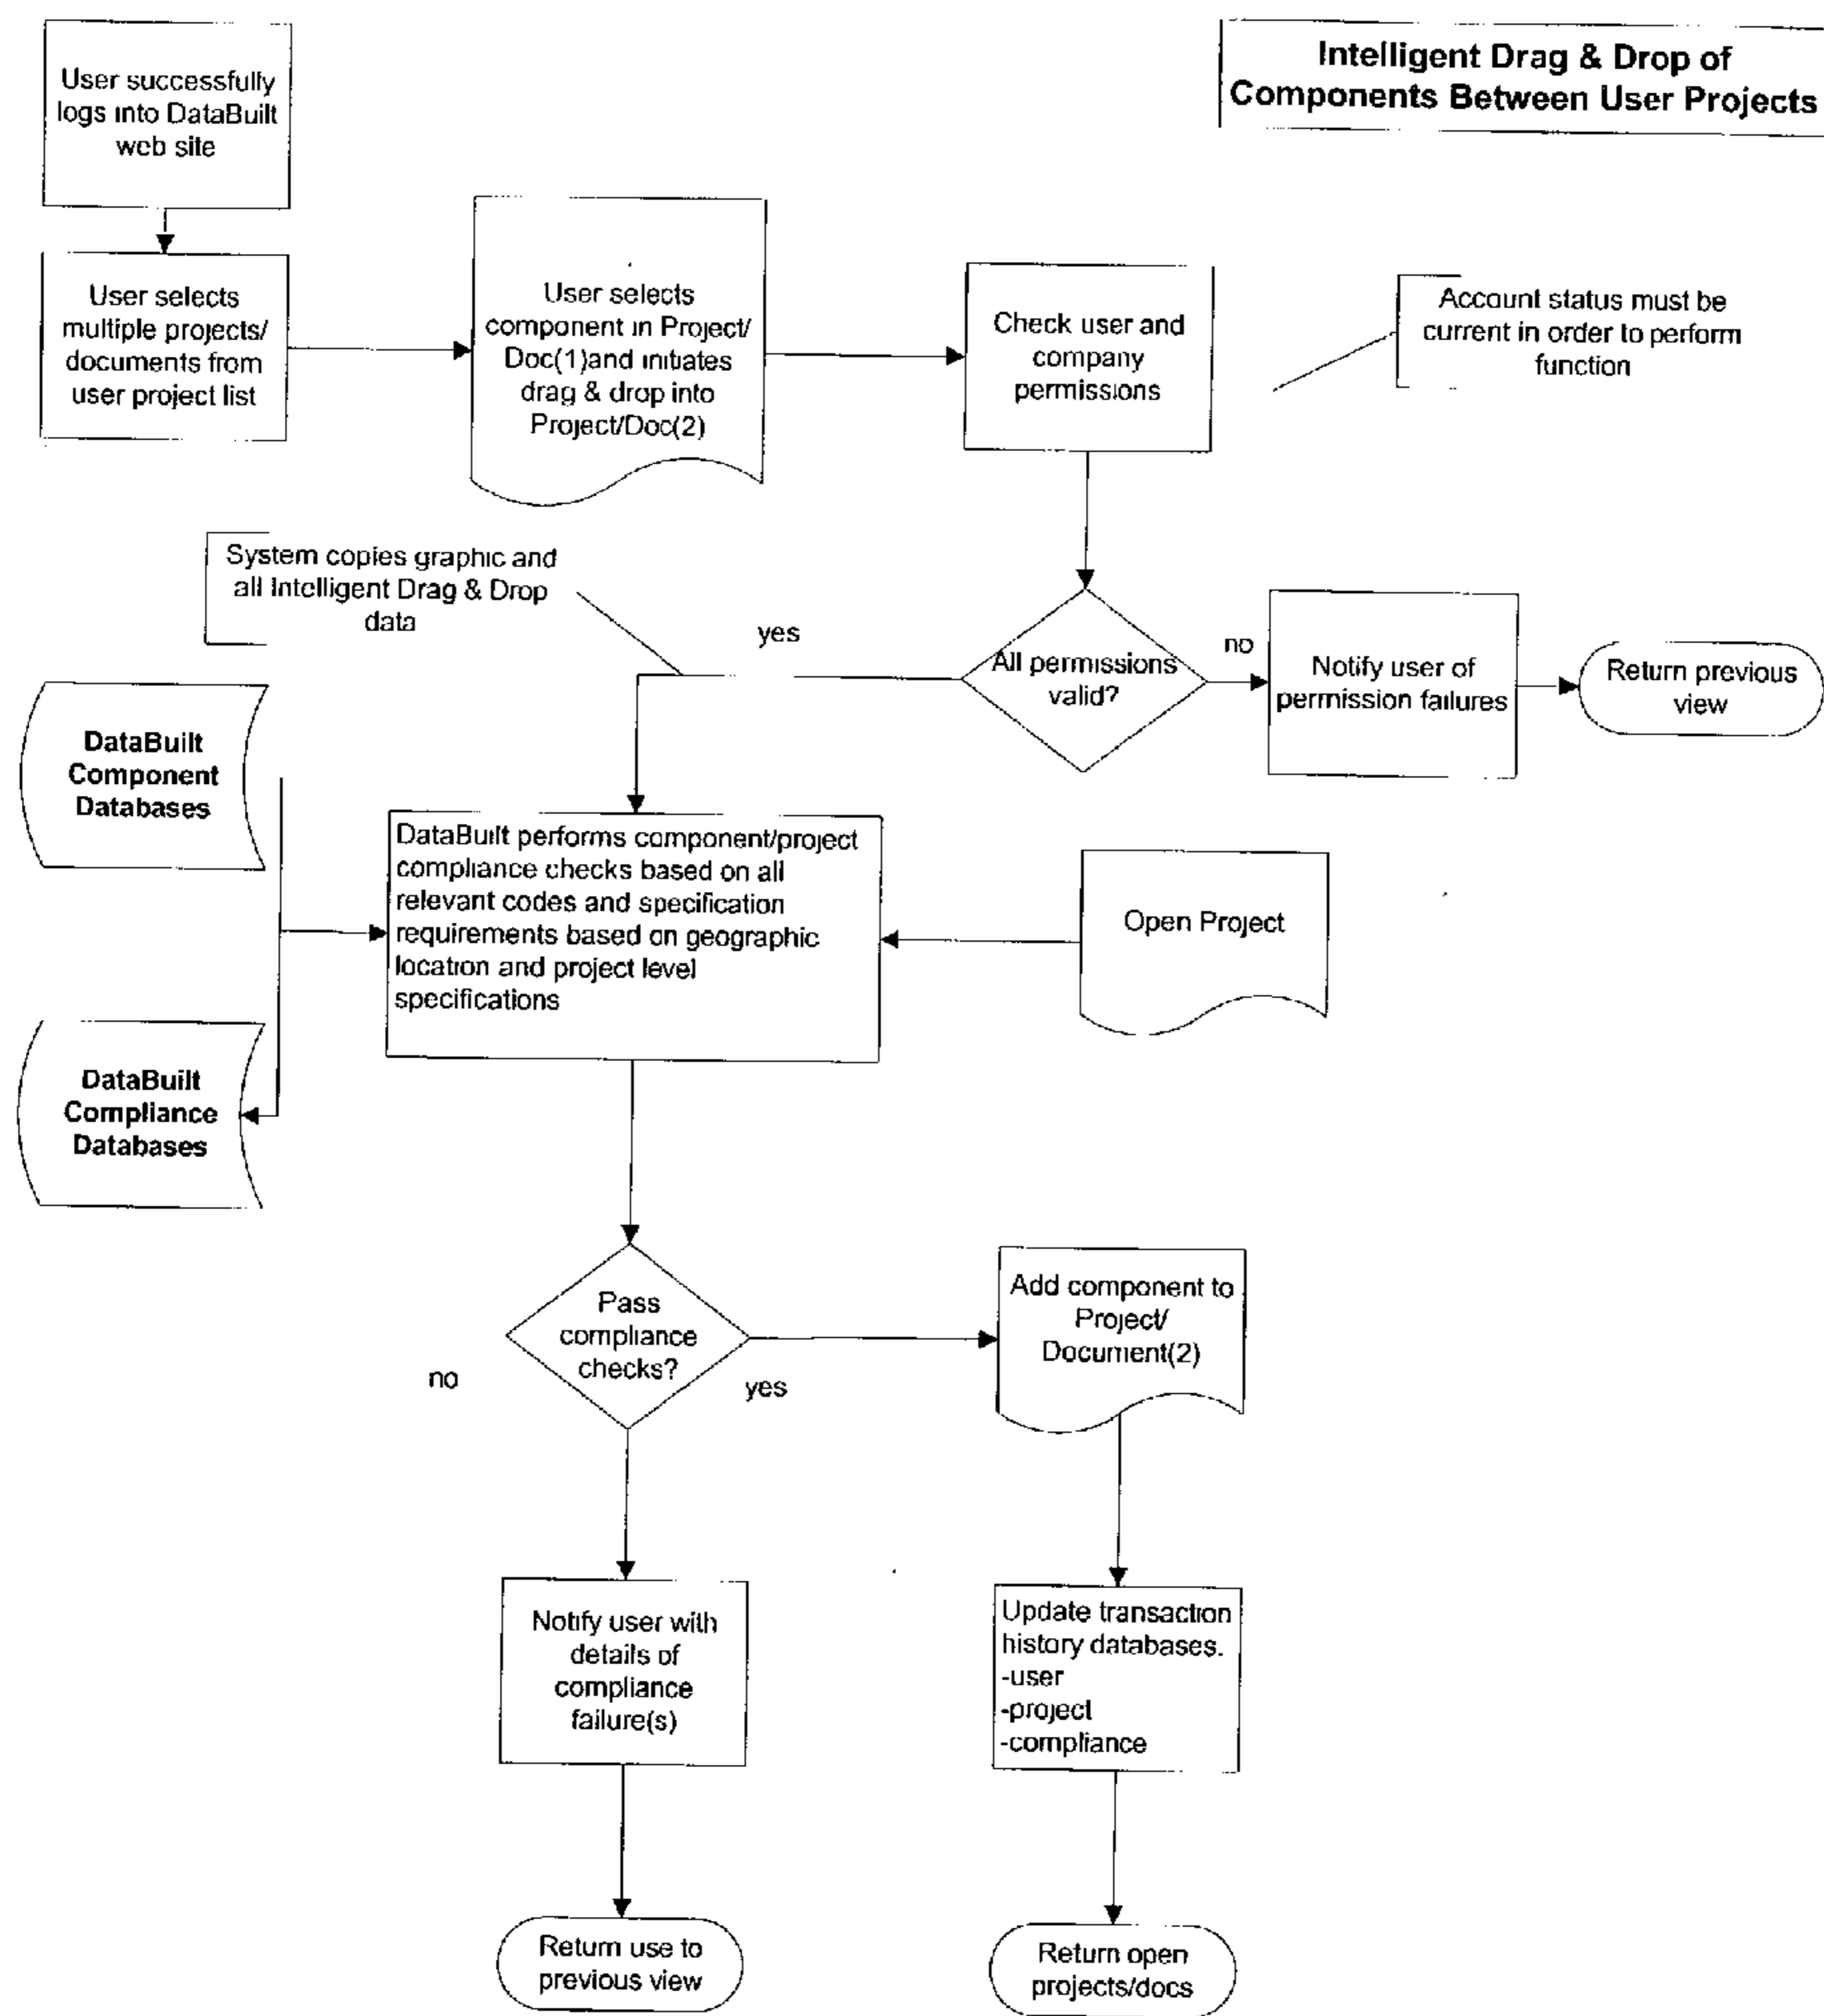 Intelligent Drag & Drop of
Components Between User Projects
User successfully
logs into DataBuilt
web site
User selects
multiple projects/
documents from
user project list
User selects
component in Project/
Doc(1)and initiates
drag & drop into
Project/Doc(2)
Check user and
company
permissions
Account status must be
current in order to perform
function
System copies graphic and
all Intelligent Drag & Drop
data
yes
All permissions
valid?
no
Notify user of
permission failures
Return previous
view
DataBuilt
Component
Databases
DataBuilt performs component/project
compliance checks based on all
relevant codes and specification
requirements based on geographic
location and project level
specifications
Open Project
DataBuilt
Compliance
Databases
Pass
compliance
checks?
no
yes
Add component to
Project/
Document(2)
Notify user with
details of
compliance
failure(s)
Update transaction
history databases.
-user
-project
-compliance
Return use to
previous view
Return open
projects/docs